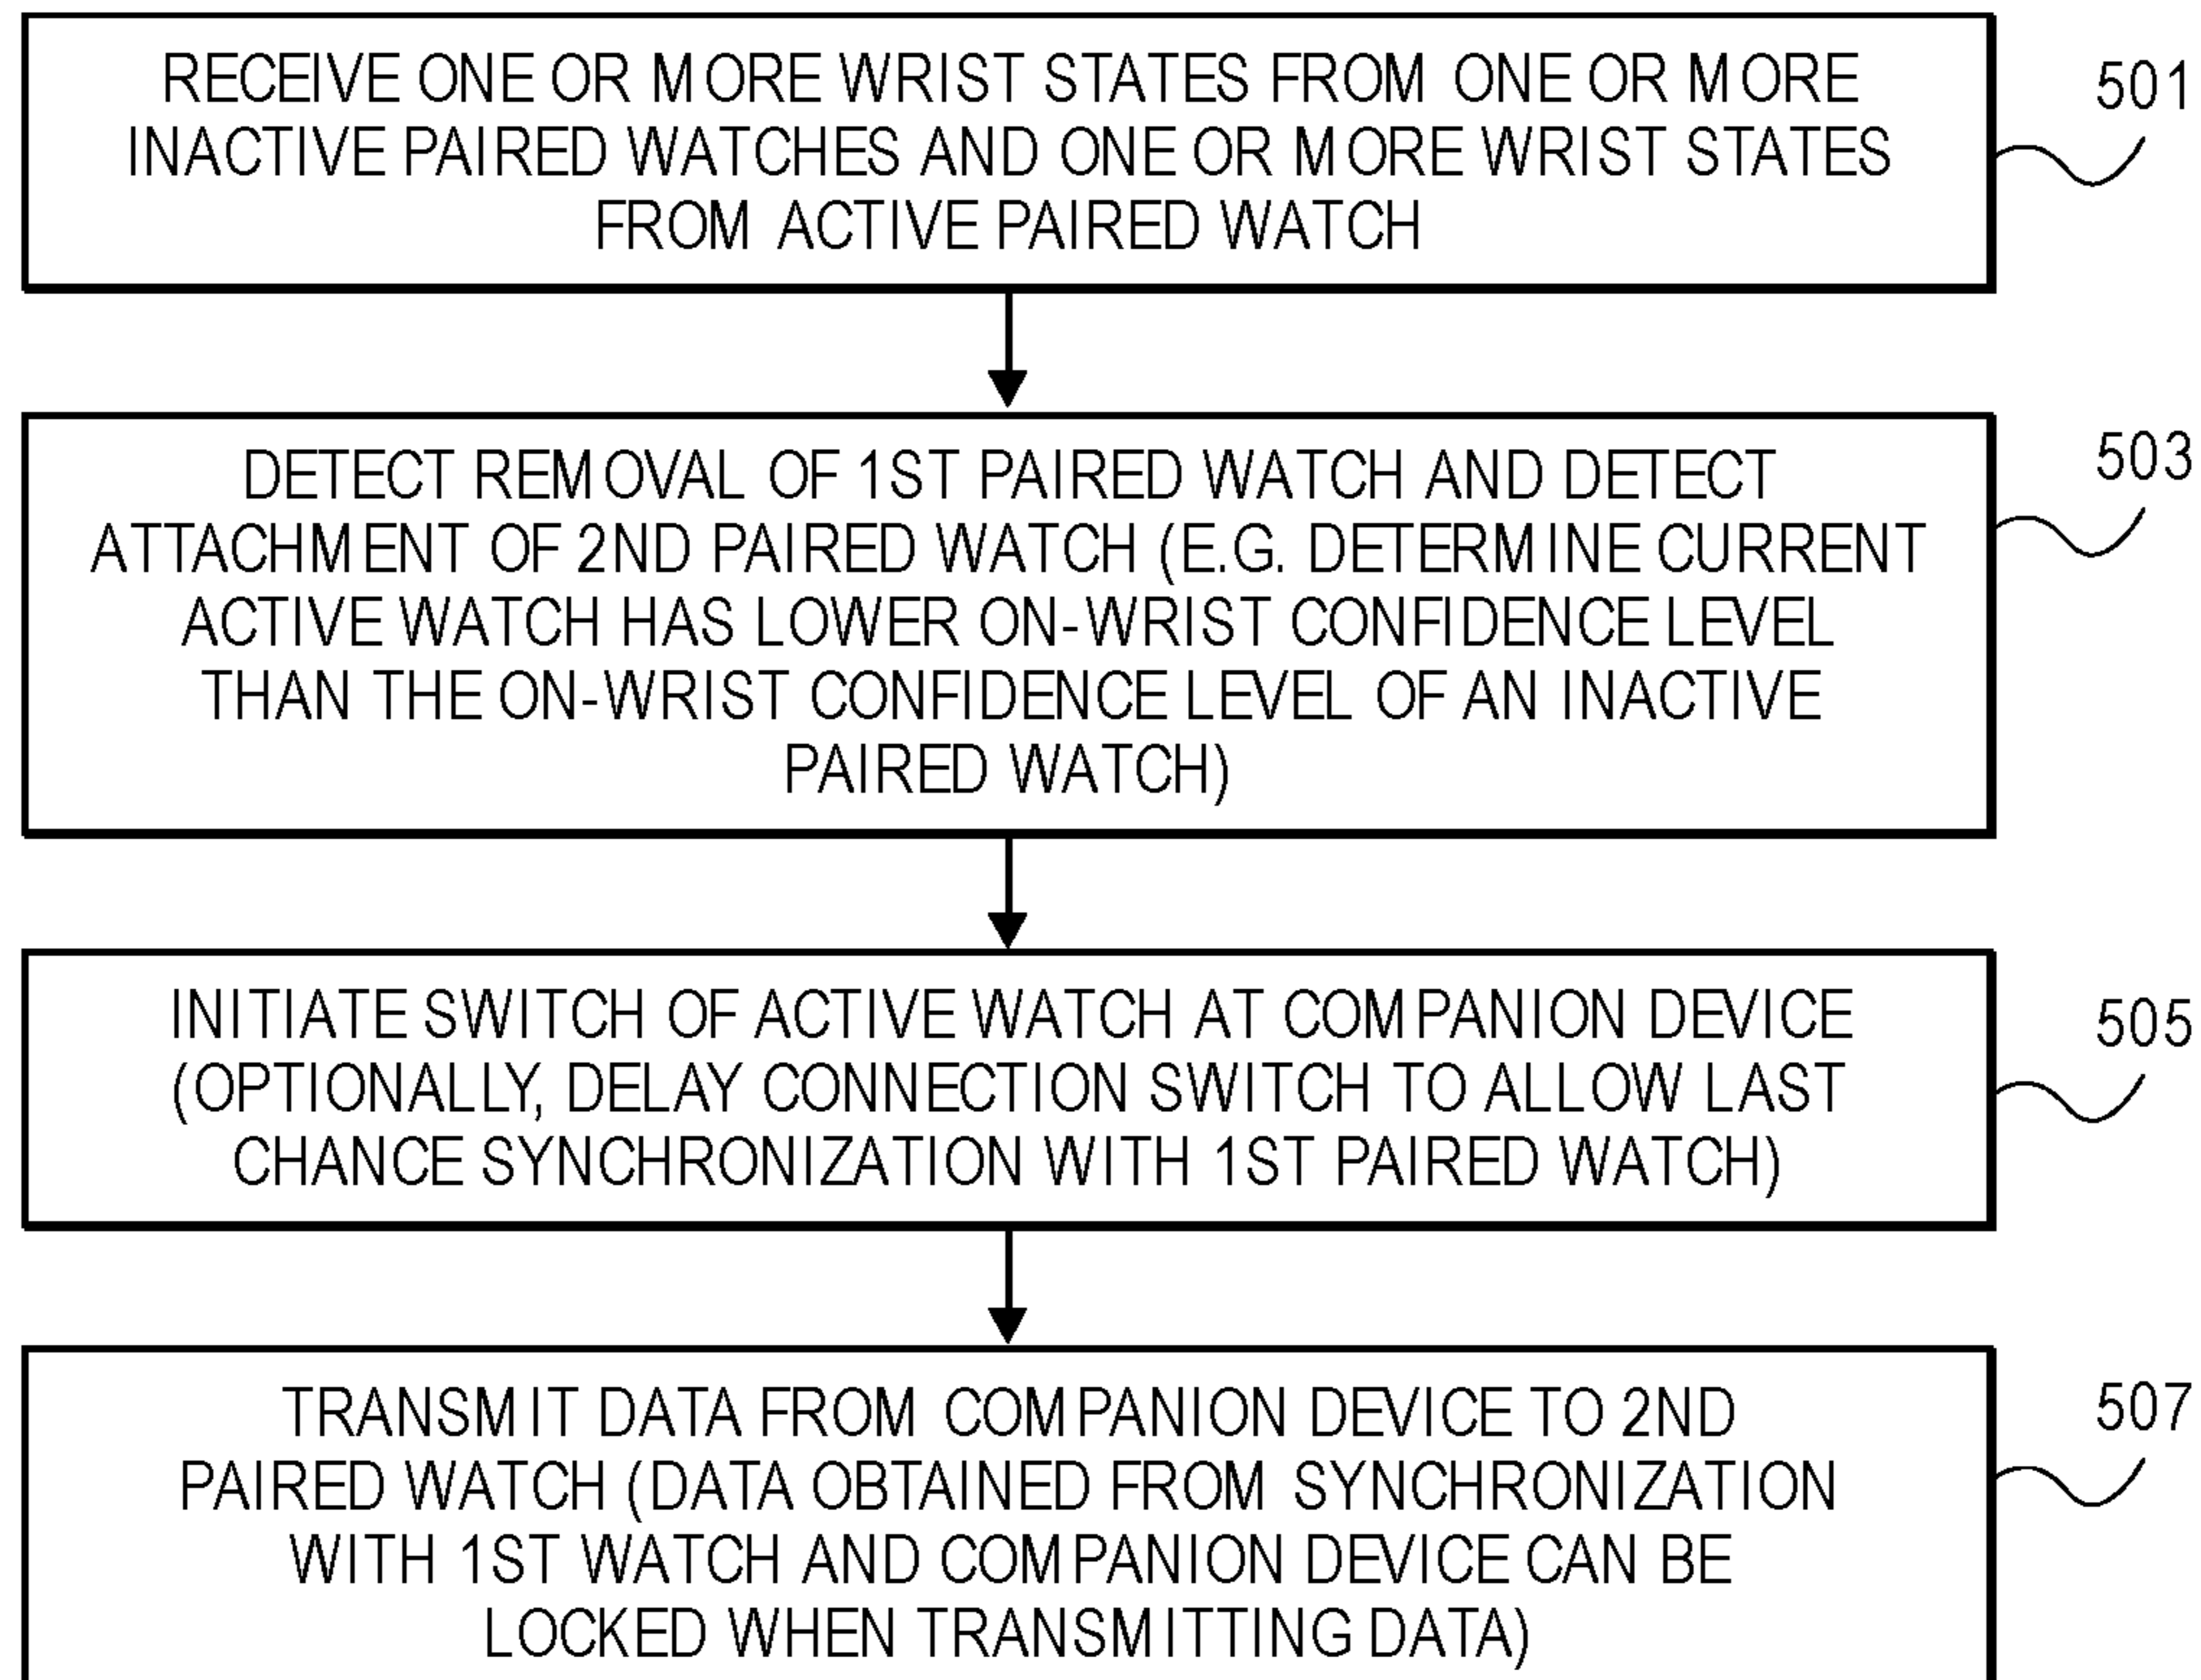 RECEIVE ONE OR MORE WRIST STATES FROM ONE OR MORE
INACTIVE PAIRED WATCHES AND ONE OR MORE WRIST STATES
FROM ACTIVE PAIRED WATCH
501
DETECT REMOVAL OF 1ST PAIRED WATCH AND DETECT
ATTACHMENT OF 2ND PAIRED WATCH (E.G. DETERMINE CURRENT
ACTIVE WATCH HAS LOWER ON-WRIST CONFIDENCE LEVEL
THAN THE ON-WRIST CONFIDENCE LEVEL OF AN INACTIVE
PAIRED WATCH)
503
INITIATE SWITCH OF ACTIVE WATCH AT COMPANION DEVICE
(OPTIONALLY, DELAY CONNECTION SWITCH TO ALLOW LAST
CHANCE SYNCHRONIZATION WITH 1ST PAIRED WATCH)
505
TRANSMIT DATA FROM COMPANION DEVICE TO 2ND
PAIRED WATCH (DATA OBTAINED FROM SYNCHRONIZATION
WITH 1ST WATCH AND COMPANION DEVICE CAN BE
LOCKED WHEN TRANSMITTING DATA)
507